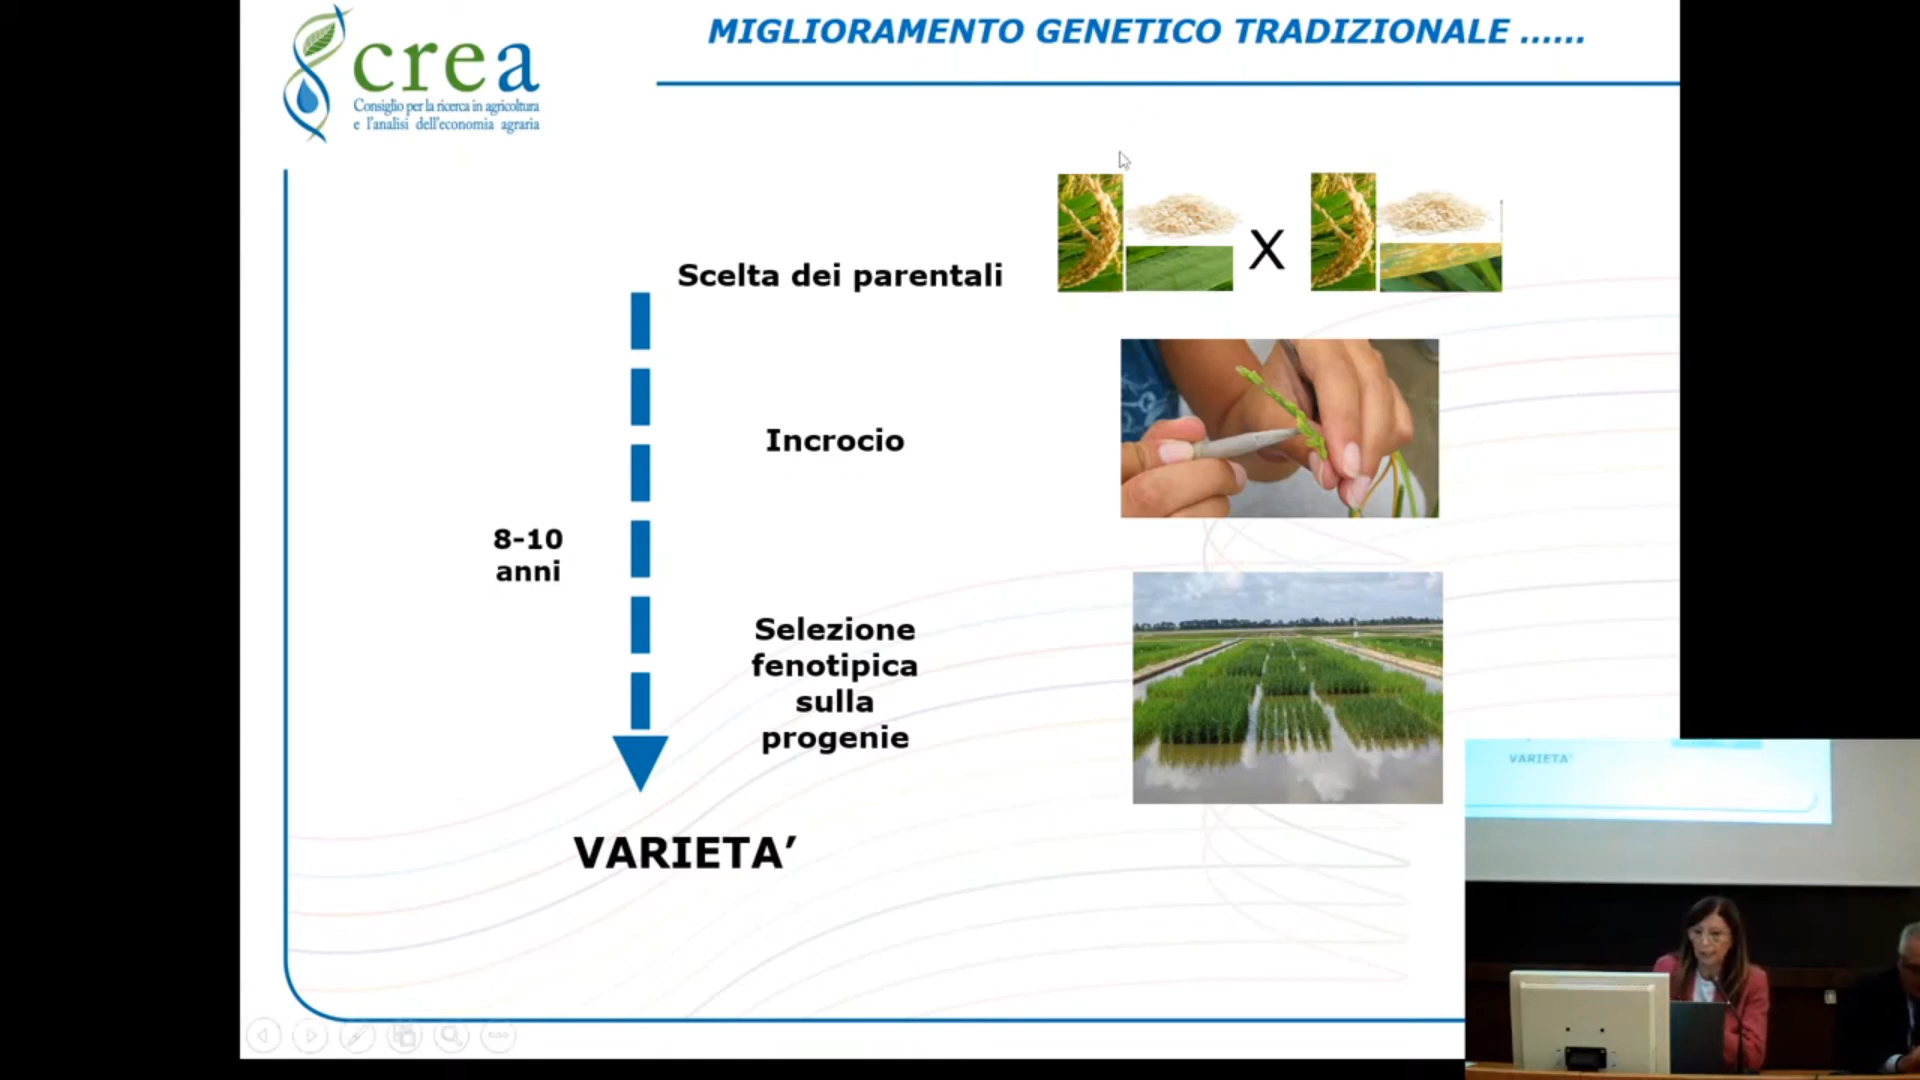 MIGLIORAMENTO GENETICO TRADIZIONALE ......
crea
Consiglio per la ricerca in agricoltura
e l'analisi dell'economia agraria
Scelta dei parentali
X
Incrocio
8-10
anni
Selezione
fenotipica
sulla
progenie
VARIETA'
VARIETA'